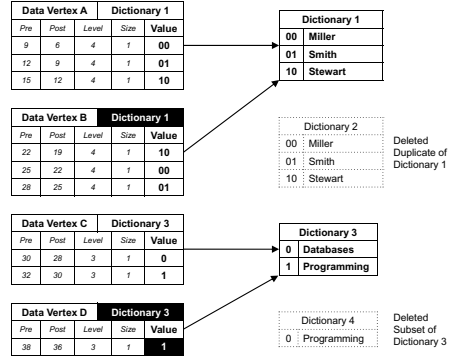 Data Vertex A Dictionary 1
Pre Post Level Size Value
9 6 4 1 00
12 9 4 1 01
15 12 4 1 10
Dictionary 1
00 Miller
01 Smith
10 Stewart
Data Vertex B Dictionary 1
Pre Post Level Size Value
22 19 4 1 10
25 22 4 1 00
28 25 4 1 01
Dictionary 2
00 Miller
01 Smith
10 Stewart
Deleted
Duplicate of
Dictionary 1
Data Vertex C Dictionary 3
Pre Post Level Size Value
30 28 3 1 0
32 30 3 1 1
Dictionary 3
0 Databases
1 Programming
Data Vertex D Dictionary 3
Pre Post Level Size Value
38 36 3 1 1
Dictionary 4
0 Programming
Deleted
Subset of
Dictionary 3